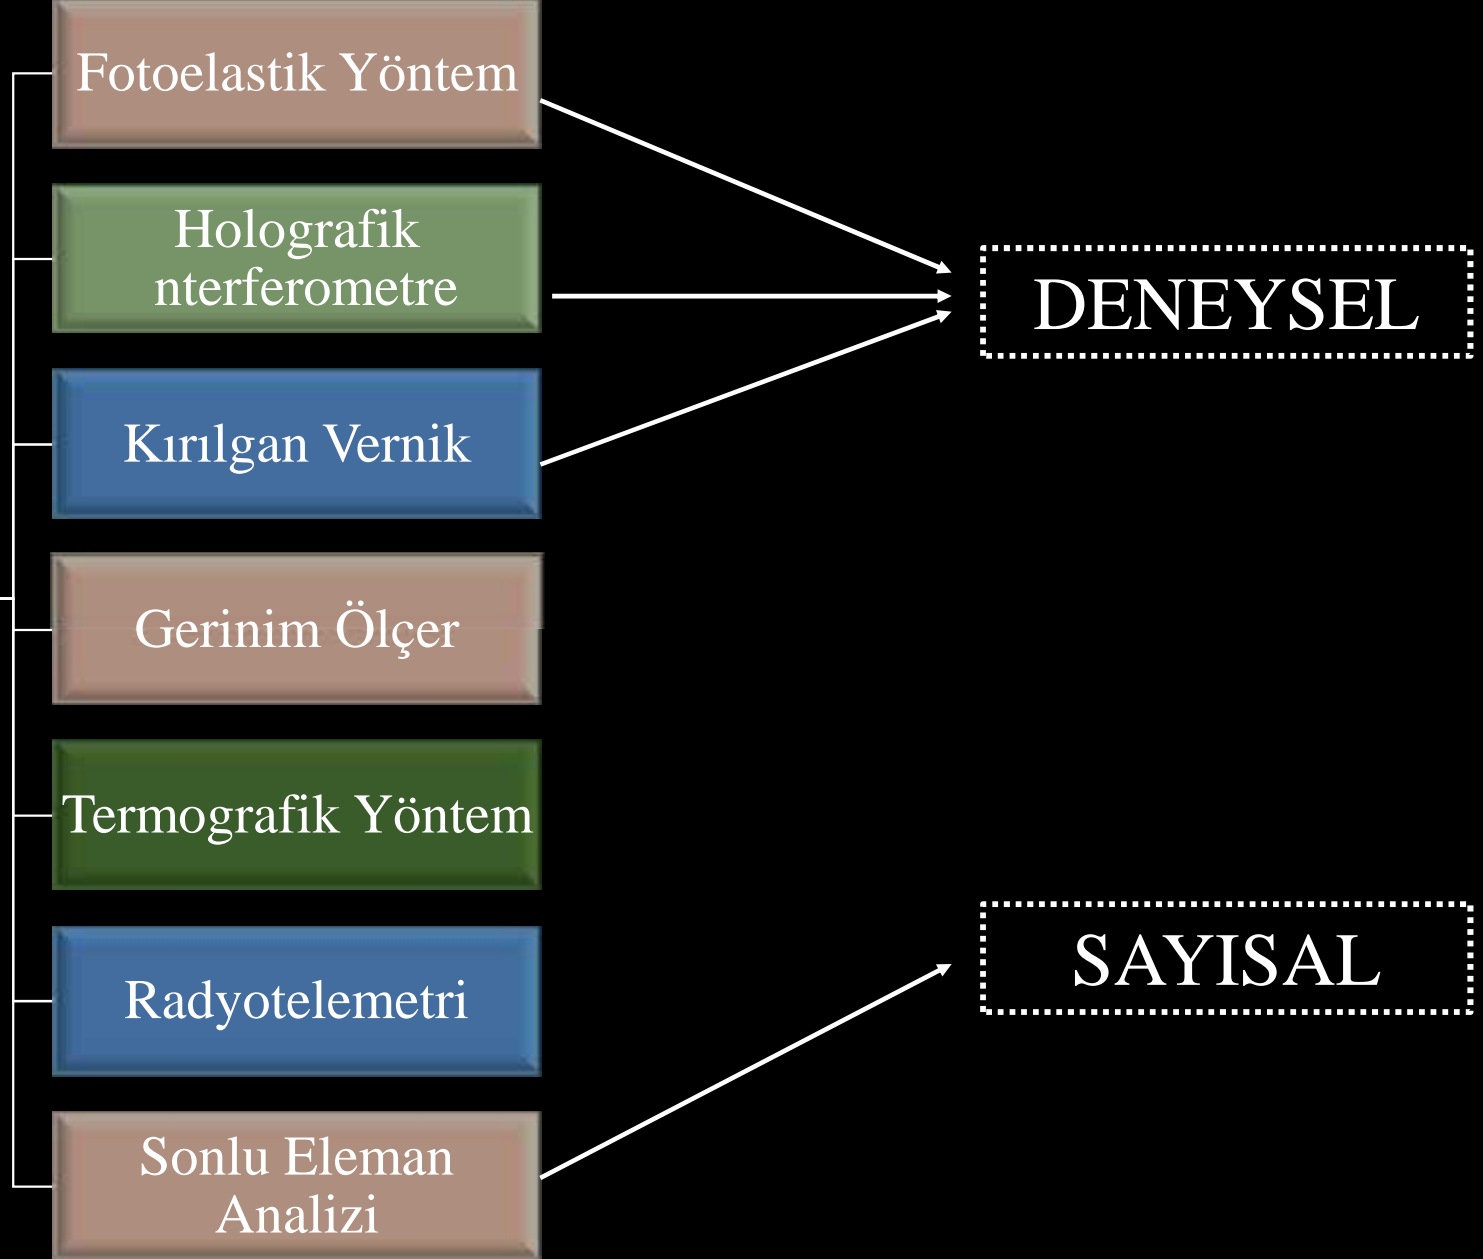 Fotoelastik Yöntem
Holografik
nterferometre
Kırılgan Vernik
Gerinim Ölçer
Termografik Yöntem
Radyotelemetri
Sonlu Eleman
Analizi
DENEYSEL
SAYISAL